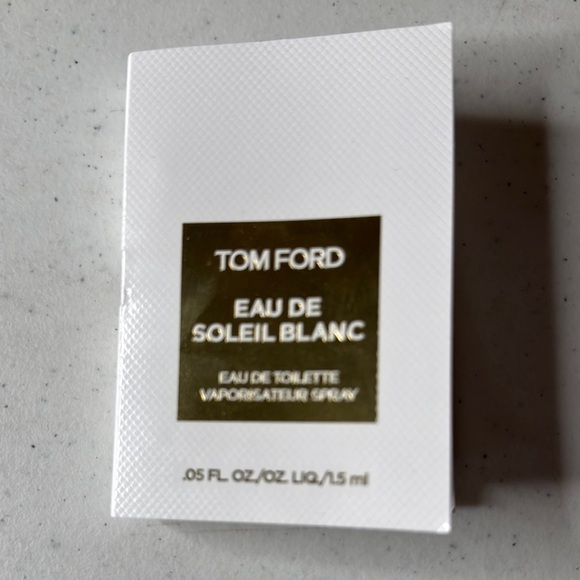 TOM FORD
EAU DE
SOLEIL BLANC
EAU DE TOILETTE
VAPORISATEUR SPRAY
.05 FL. OZ./OZ. LIQ./1.5 ml